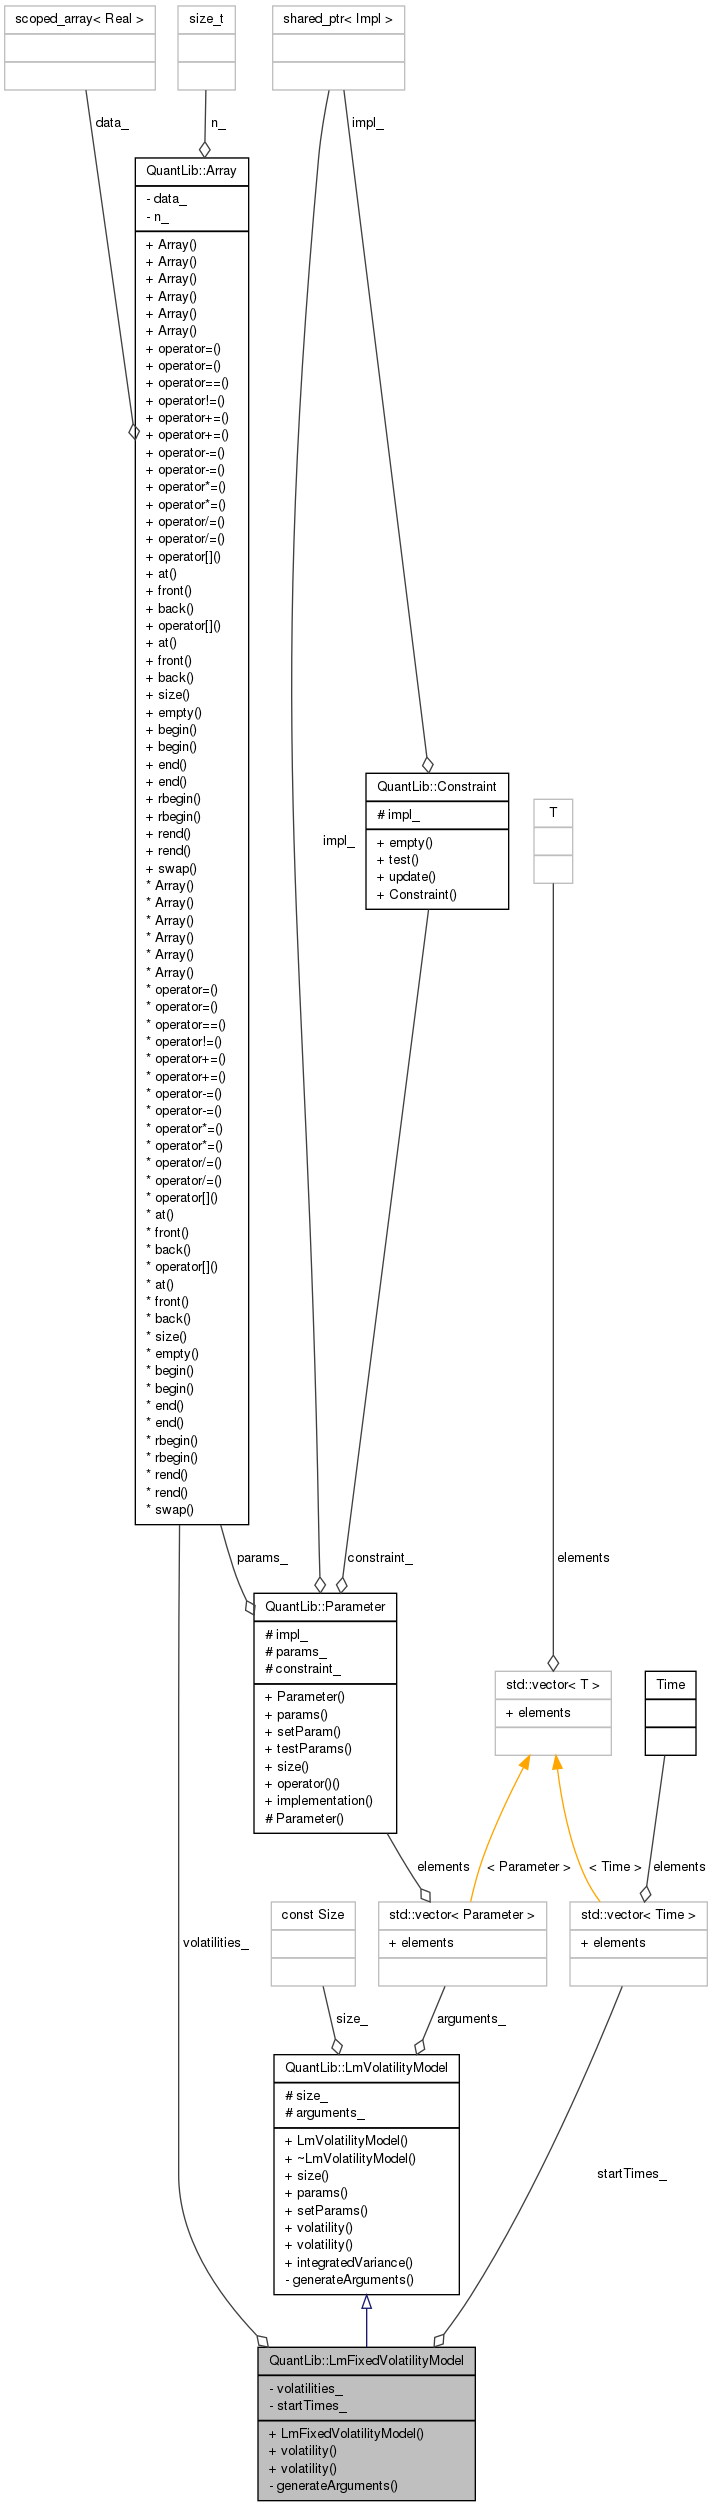 scoped_array< Real >
size_t
shared_ptr< Impl >
data_
n_
impl_
QuantLib::Array
- data_
- n_
+ Array()
+ Array()
+ Array()
+ Array()
+ Array()
+ Array()
+ operator=()
+ operator=()
+ operator==()
+ operator!=()
+ operator+=()
+ operator+=()
+ operator-=()
+ operator-=()
+ operator*=()
+ operator*=()
+ operator/=()
+ operator/=()
+ operator[]()
+ at()
+ front()
+ back()
+ operator[]()
+ at()
+ front()
+ back()
+ size()
+ empty()
+ begin()
+ begin()
+ end()
+ end()
+ rbegin()
+ rbegin()
+ rend()
+ rend()
+ swap()
* Array()
* Array()
* Array()
* Array()
* Array()
* Array()
* operator=()
* operator=()
* operator==()
* operator!=()
* operator+=()
* operator+=()
* operator-=()
* operator-=()
* operator*=()
* operator*=()
* operator/=()
* operator/=()
* operator[]()
* at()
* front()
* back()
* operator[]()
* at()
* front()
* back()
* size()
* empty()
* begin()
* begin()
* end()
* end()
* rbegin()
* rbegin()
* rend()
* rend()
* swap()
impl_
QuantLib::Constraint
# impl_
+ empty()
+ test()
+ update()
+ Constraint()
T
params_
constraint_
elements
QuantLib::Parameter
# impl_
# params_
# constraint_
+ Parameter()
+ params()
+ setParam()
+ testParams()
+ size()
+ operator()()
+ implementation()
# Parameter()
std::vector< T >
+ elements
Time
elements
< Parameter >
< Time >
elements
volatilities_
const Size
std::vector< Parameter >
+ elements
std::vector< Time >
+ elements
size_
arguments_
QuantLib::LmVolatilityModel
# size_
# arguments_
+ LmVolatilityModel()
+ ~LmVolatilityModel()
+ size()
+ params()
+ setParams()
+ volatility()
+ volatility()
+ integratedVariance()
- generateArguments()
startTimes_
QuantLib::LmFixedVolatilityModel
- volatilities_
- startTimes_
+ LmFixedVolatilityModel()
+ volatility()
+ volatility()
- generateArguments()